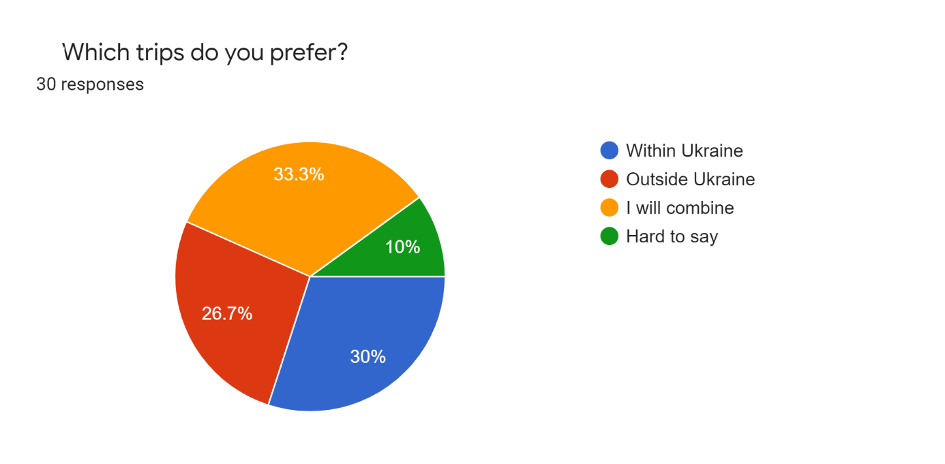 Which trips do you prefer?
30 responses
33.3%
10%
26.7%
30%
Within Ukraine
Outside Ukraine
I will combine
Hard to say